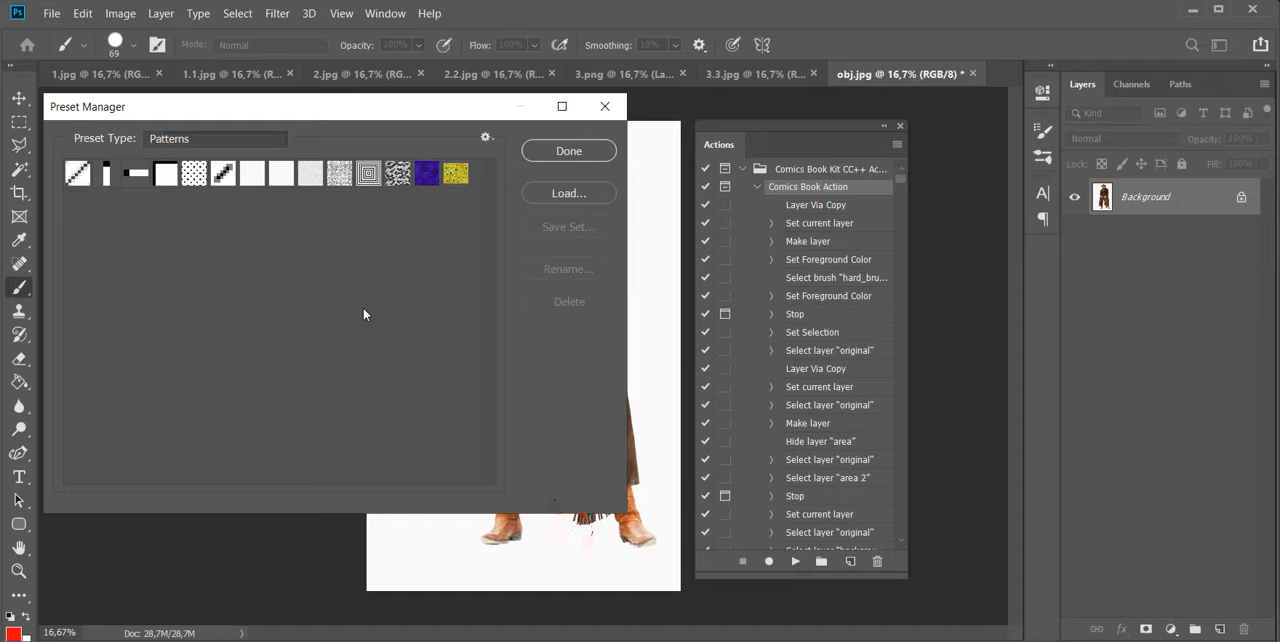 Ps File Edit Image Layer Type Select Filter 3D View Window Help
69 Mode: Normal Opacity: 100% Flow: 100% Smoothing: 10%
1.jpg @ 16,7% (RG... × 1.1.jpg @ 16,7% (R... × 2.jpg @ 16,7% (RG... × 2.2.jpg @ 16,7% (R... × 3.png @ 16,7% (La... × 3.3.jpg @ 16,7% (R... × obj.jpg @ 16,7% (RGB/8) * ×
Preset Manager
Preset Type: Patterns
Done
Load...
Save Set...
Rename...
Delete
Actions
Comics Book Kit CC++ Ac...
Comics Book Action
Layer Via Copy
Set current layer
Make layer
Set Foreground Color
Select brush "hard_bru...
Set Foreground Color
Stop
Set Selection
Select layer "original"
Layer Via Copy
Set current layer
Select layer "original"
Make layer
Hide layer "area"
Select layer "original"
Select layer "area 2"
Stop
Set current layer
Select layer "original"
Select layer "backgrou...
Layers Channels Paths
Kind
Normal Opacity: 100%
Lock: Fill: 100%
Background
16,67% Doc: 28,7M/28,7M